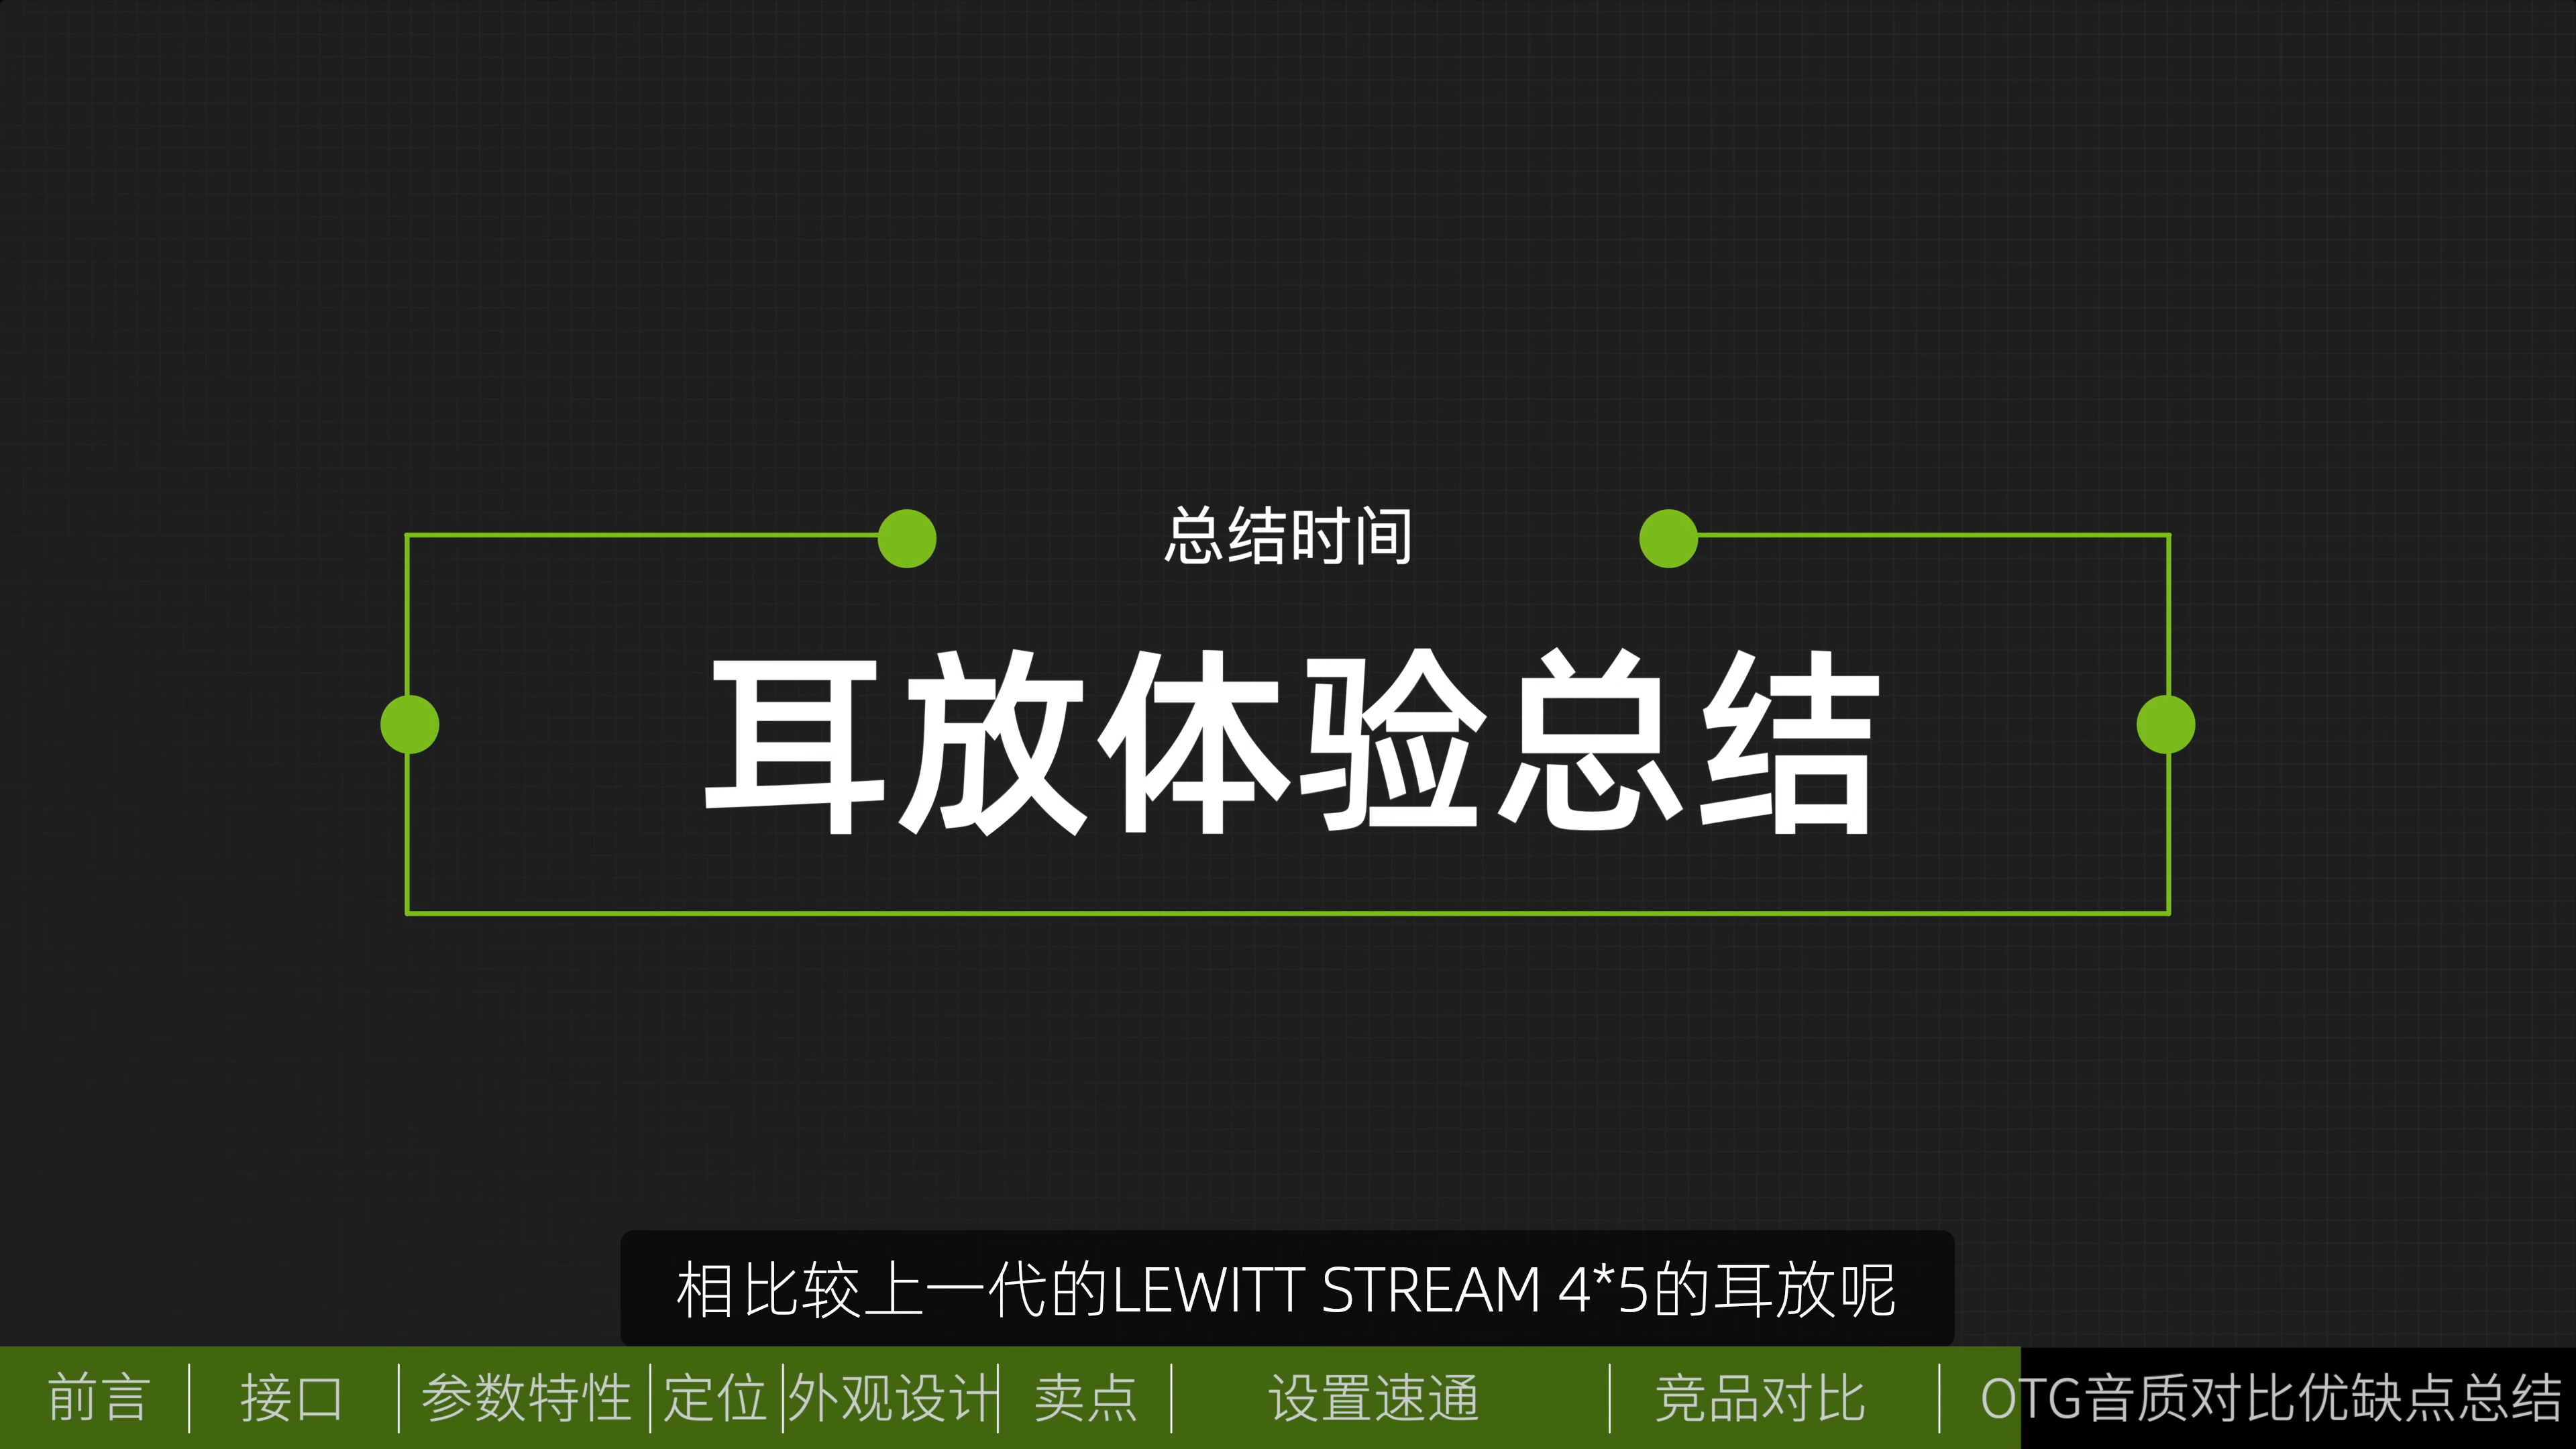 总结时间
耳放体验总结
相比较上一代的LEWITT STREAM 4*5的耳放呢
前言 接口 参数特性 定位 外观设计 卖点 设置速通 竞品对比 OTG音质对比优缺点总结